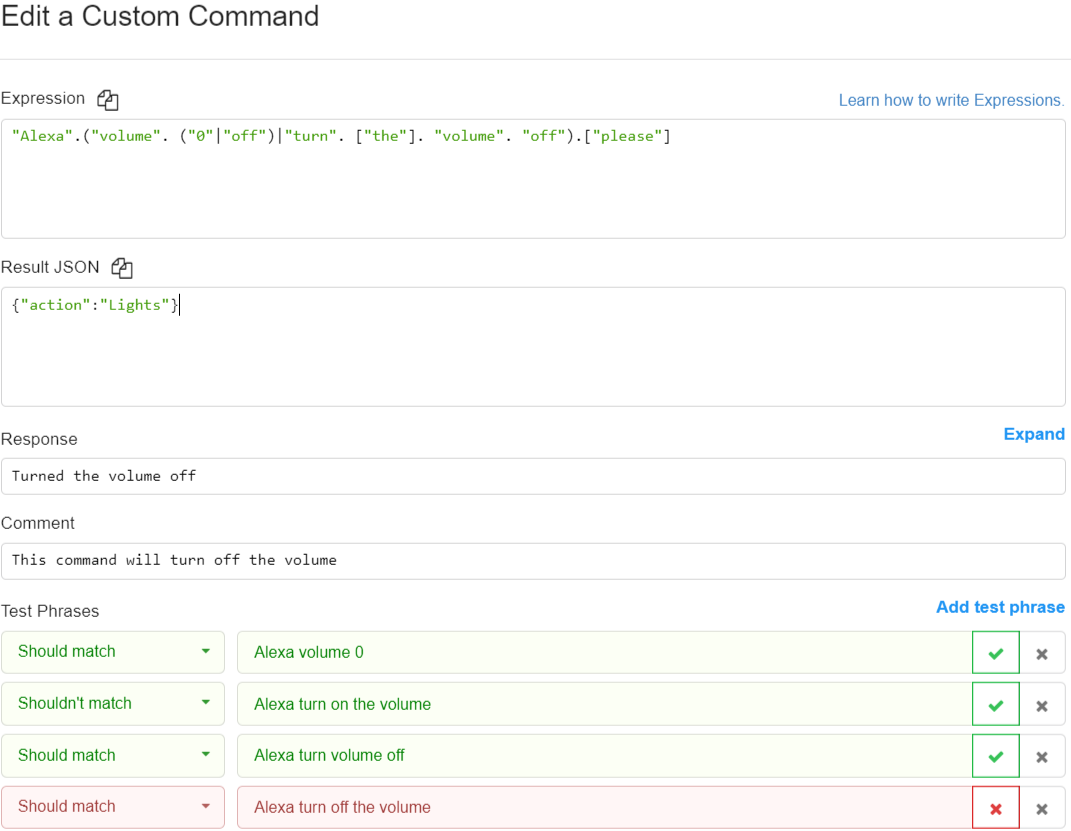 Edit a Custom Command
Expression
Learn how to write Expressions.
"Alexa".("volume". ("0"|"off")|"turn". ["the"]. "volume". "off").["please"]
Result JSON
{"action":"Lights"}
Response
Expand
Turned the volume off
Comment
This command will turn off the volume
Test Phrases
Add test phrase
Should match
Alexa volume 0
Shouldn't match
Alexa turn on the volume
Should match
Alexa turn volume off
Should match
Alexa turn off the volume